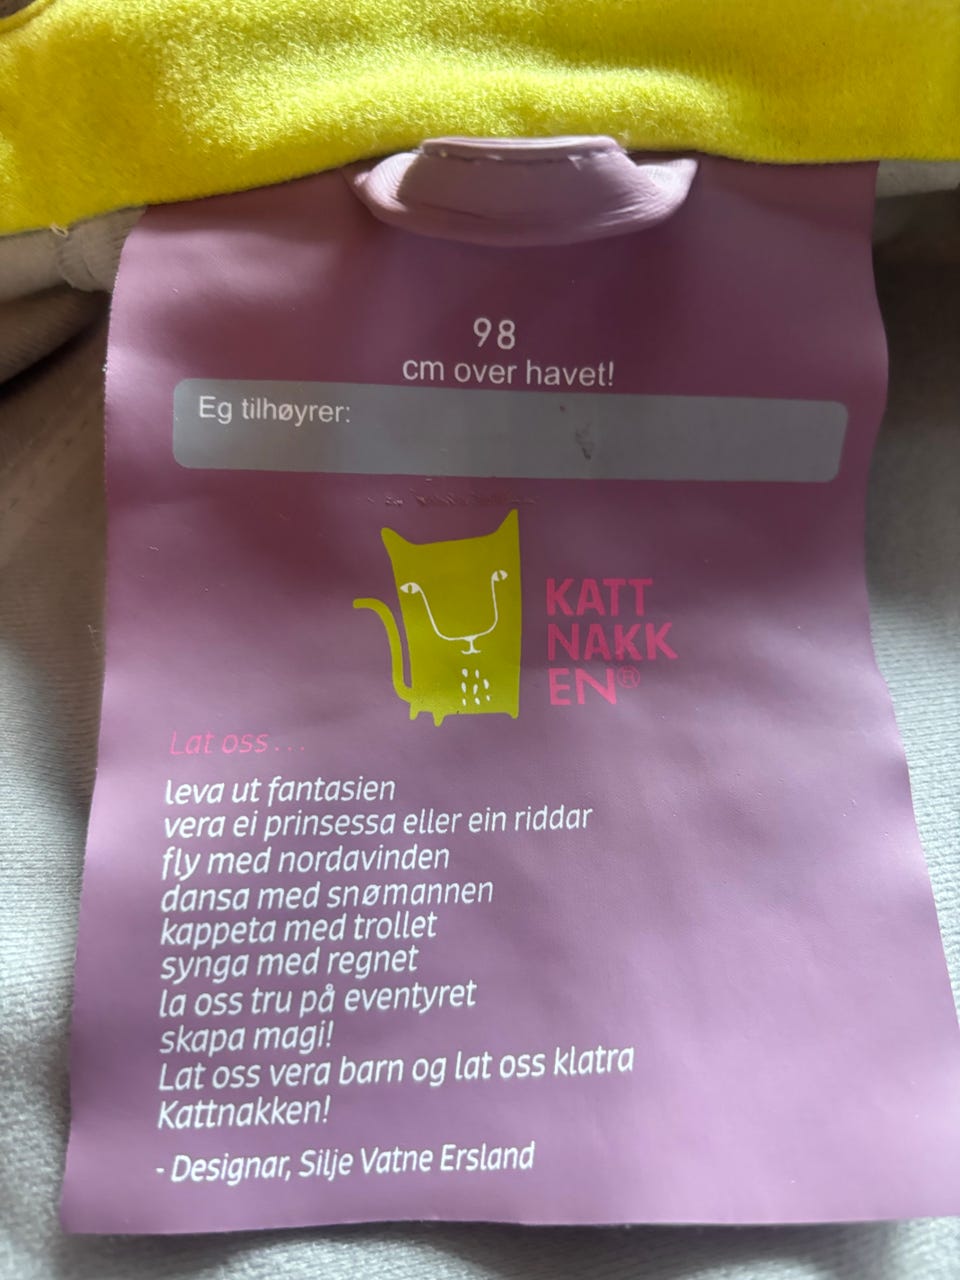 98
cm over havet!
Eg tilhøyrer:
KATT
NAKK
EN®
Lat oss...
leva ut fantasien
vera ei prinsessa eller ein riddar
fly med nordavinden
dansa med snømannen
kappeta med trollet
synga med regnet
la oss tru på eventyret
skapa magi!
Lat oss vera barn og lat oss klatra
Kattnakken!
- Designar, Silje Vatne Ersland